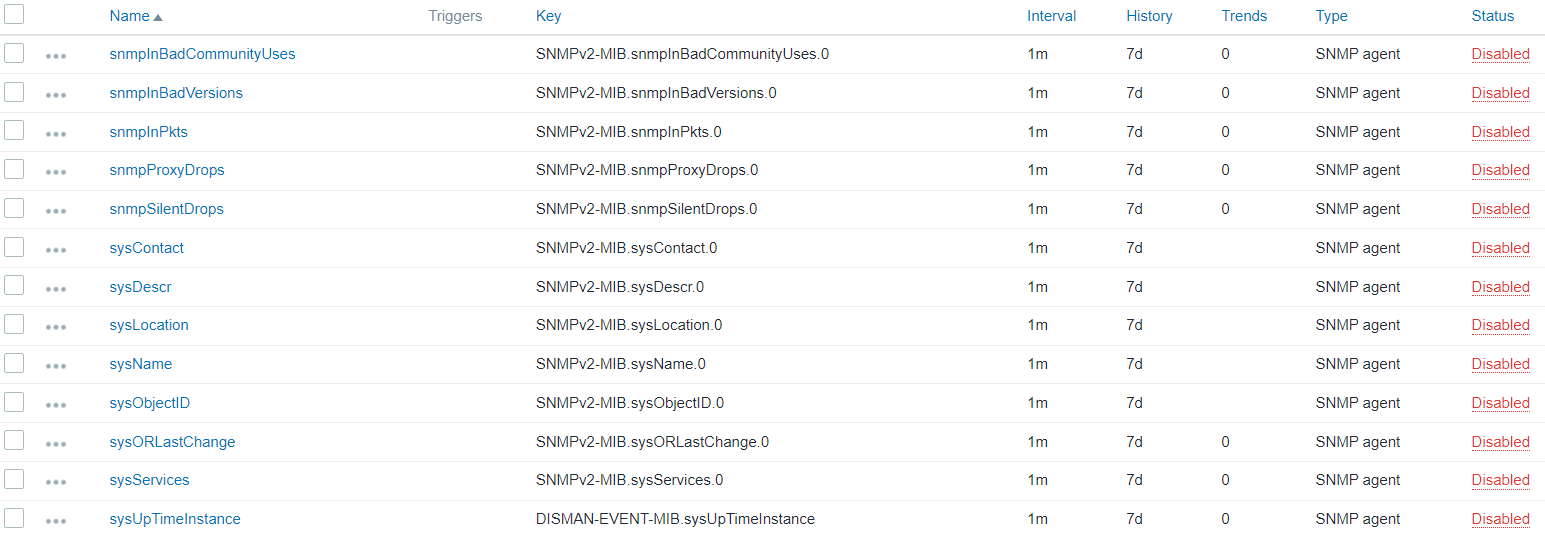 Name Triggers Key Interval History Trends Type Status
snmpInBadCommunityUses SNMPv2-MIB.snmpInBadCommunityUses.0 1m 7d 0 SNMP agent Disabled
snmpInBadVersions SNMPv2-MIB.snmpInBadVersions.0 1m 7d 0 SNMP agent Disabled
snmpInPkts SNMPv2-MIB.snmpInPkts.0 1m 7d 0 SNMP agent Disabled
snmpProxyDrops SNMPv2-MIB.snmpProxyDrops.0 1m 7d 0 SNMP agent Disabled
snmpSilentDrops SNMPv2-MIB.snmpSilentDrops.0 1m 7d 0 SNMP agent Disabled
sysContact SNMPv2-MIB.sysContact.0 1m 7d SNMP agent Disabled
sysDescr SNMPv2-MIB.sysDescr.0 1m 7d SNMP agent Disabled
sysLocation SNMPv2-MIB.sysLocation.0 1m 7d SNMP agent Disabled
sysName SNMPv2-MIB.sysName.0 1m 7d SNMP agent Disabled
sysObjectID SNMPv2-MIB.sysObjectID.0 1m 7d SNMP agent Disabled
sysORLastChange SNMPv2-MIB.sysORLastChange.0 1m 7d 0 SNMP agent Disabled
sysServices SNMPv2-MIB.sysServices.0 1m 7d 0 SNMP agent Disabled
sysUpTimeInstance DISMAN-EVENT-MIB.sysUpTimeInstance 1m 7d 0 SNMP agent Disabled